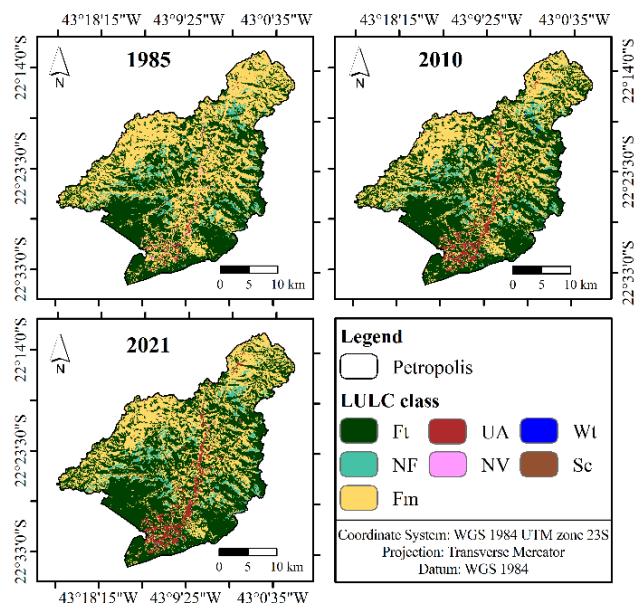 43°18'15"W 43°9'25"W 43°0'35"W 43°18'15"W 43°9'25"W 43°0'35"W
22°14'0"S
22°23'30"S
22°33'0"S
N
1985
0 5 10
km
N
2010
0 5 10
km
22°14'0"S
22°23'30"S
22°33'0"S
22°14'0"S
22°23'30"S
22°33'0"S
N
2021
0 5 10
km
43°18'15"W 43°9'25"W 43°0'35"W
Legend
Petropolis
LULC class
Ft UA Wt
NF NV Sc
Fm
Coordinate System: WGS 1984 UTM zone 23S
Projection: Transverse Mercator
Datum: WGS 1984